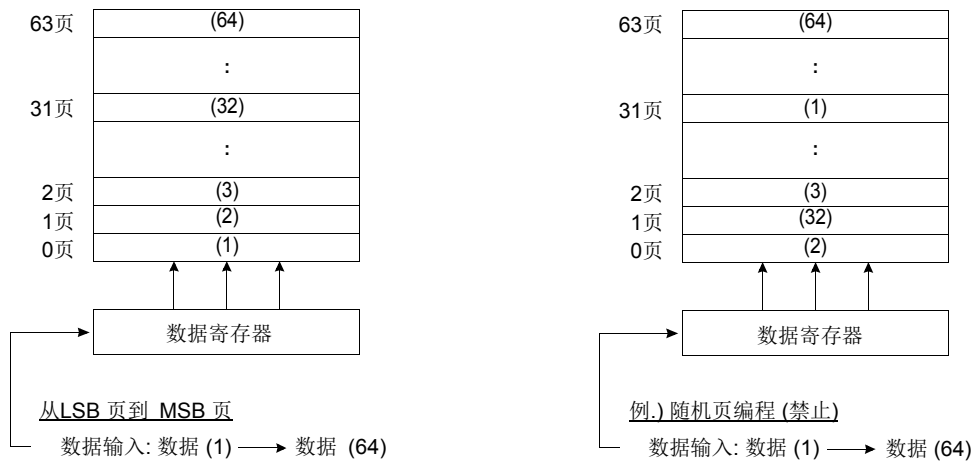 63页 (64)
:
31页 (32)
:
2页 (3)
1页 (2)
0页 (1)
数据寄存器
从LSB 页到 MSB 页
数据输入: 数据 (1) → 数据 (64)
63页 (64)
:
31页 (1)
:
2页 (3)
1页 (32)
0页 (2)
数据寄存器
例.) 随机页编程 (禁止)
数据输入: 数据 (1) → 数据 (64)